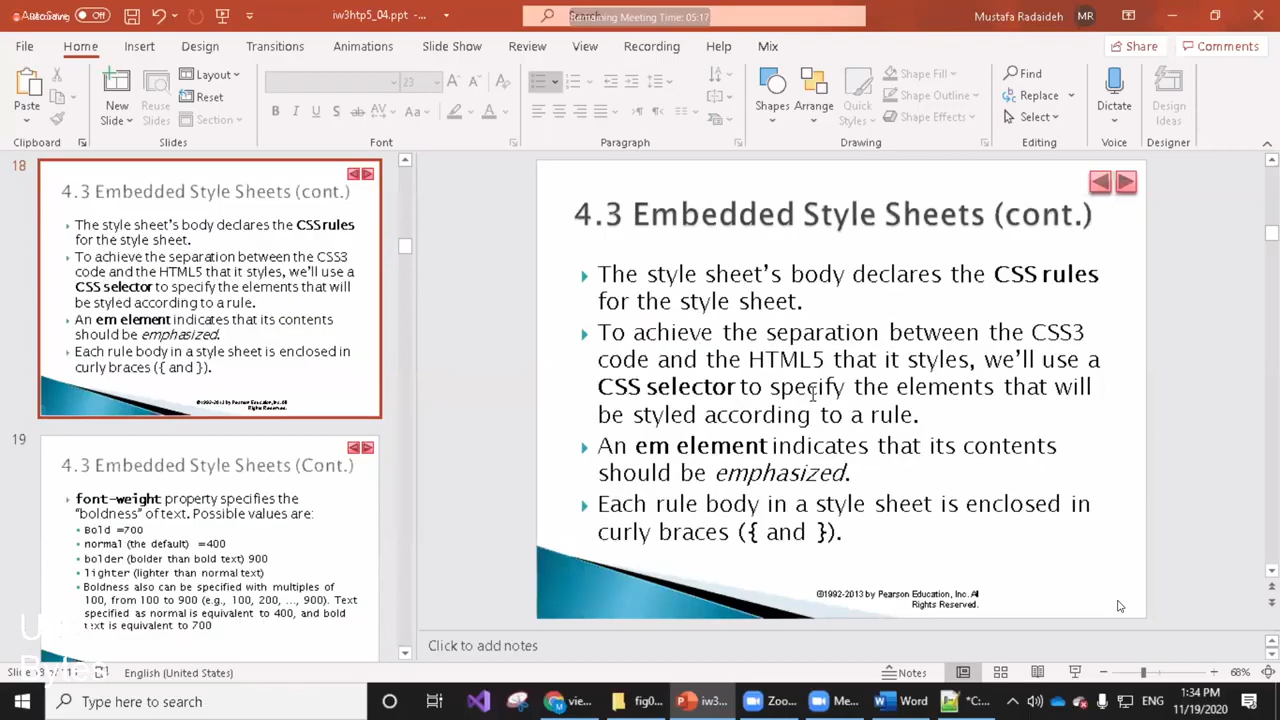 Off
iw3htp5_04.ppt - ...
Remaining Meeting Time: 05:17
Mustafa Radaideh
MR
File Home Insert Design Transitions Animations Slide Show Review View Recording Help Mix
Share
Comments
Paste
Clipboard
New
Slide
Reuse
Slides
Layout
Reset
Section
Slides
23
Font
Paragraph
Shapes
Arrange
Quick
Styles
Shape Fill
Shape Outline
Shape Effects
Drawing
Find
Replace
Select
Editing
Dictate
Voice
Design
Ideas
Designer
18
4.3 Embedded Style Sheets (cont.)
The style sheet's body declares the CSS rules
for the style sheet.
To achieve the separation between the CSS3
code and the HTML5 that it styles, we'll use a
CSS selector to specify the elements that will
be styled according to a rule.
An em element indicates that its contents
should be emphasized.
Each rule body in a style sheet is enclosed in
curly braces ({ and }).
©1992-2013 by Pearson Education, Inc. All
Rights Reserved.
19
4.3 Embedded Style Sheets (Cont.)
font-weight property specifies the
"boldness" of text. Possible values are:
Bold =700
normal (the default) =400
bolder (bolder than bold text) 900
lighter (lighter than normal text)
Boldness also can be specified with multiples of
100, from 100 to 900 (e.g., 100, 200, ..., 900). Text
specified as normal is equivalent to 400, and bold
text is equivalent to 700
4.3 Embedded Style Sheets (cont.)
The style sheet's body declares the CSS rules
for the style sheet.
To achieve the separation between the CSS3
code and the HTML5 that it styles, we'll use a
CSS selector to specify the elements that will
be styled according to a rule.
An em element indicates that its contents
should be emphasized.
Each rule body in a style sheet is enclosed in
curly braces ({ and }).
©1992-2013 by Pearson Education, Inc. All
Rights Reserved.
Click to add notes
English (United States)
Notes
68%
Type here to search
vie...
fig0...
iw3...
Zoo...
Me...
Word
*C:...
ENG
1:34 PM
11/19/2020